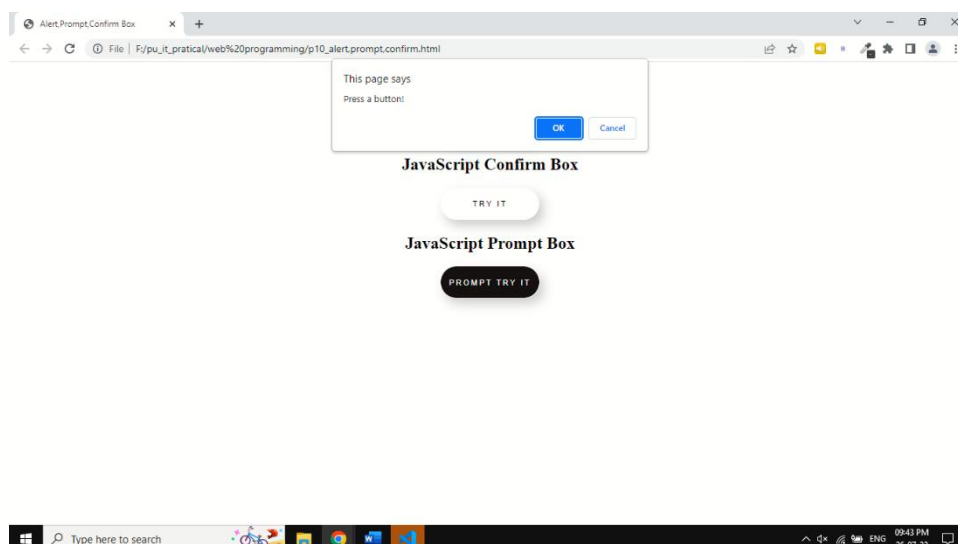 Alert,Prompt,Confirm Box
File | F:/pu_it_pratical/web%20programming/p10_alert.prompt.confirm.html
This page says
Press a button!
OK Cancel
JavaScript Confirm Box
TRY IT
JavaScript Prompt Box
PROMPT TRY IT
Type here to search
ENG
09:43 PM